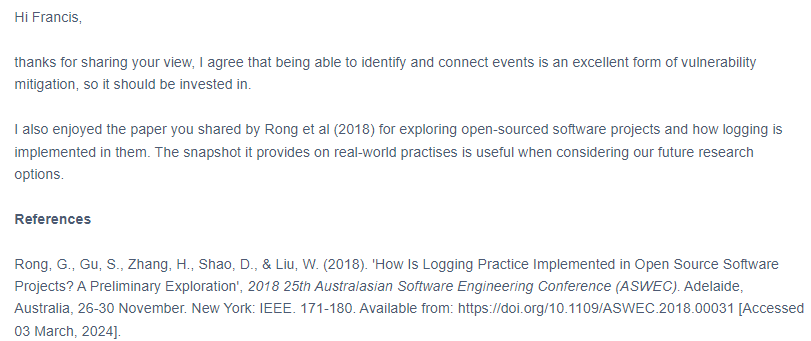 Hi Francis,
thanks for sharing your view, I agree that being able to identify and connect events is an excellent form of vulnerability
mitigation, so it should be invested in.
I also enjoyed the paper you shared by Rong et al (2018) for exploring open-sourced software projects and how logging is
implemented in them. The snapshot it provides on real-world practises is useful when considering our future research
options.
References
Rong, G., Gu, S., Zhang, H., Shao, D., & Liu, W. (2018). 'How Is Logging Practice Implemented in Open Source Software
Projects? A Preliminary Exploration', 2018 25th Australasian Software Engineering Conference (ASWEC). Adelaide,
Australia, 26-30 November. New York: IEEE. 171-180. Available from: https://doi.org/10.1109/ASWEC.2018.00031 [Accessed
03 March, 2024].